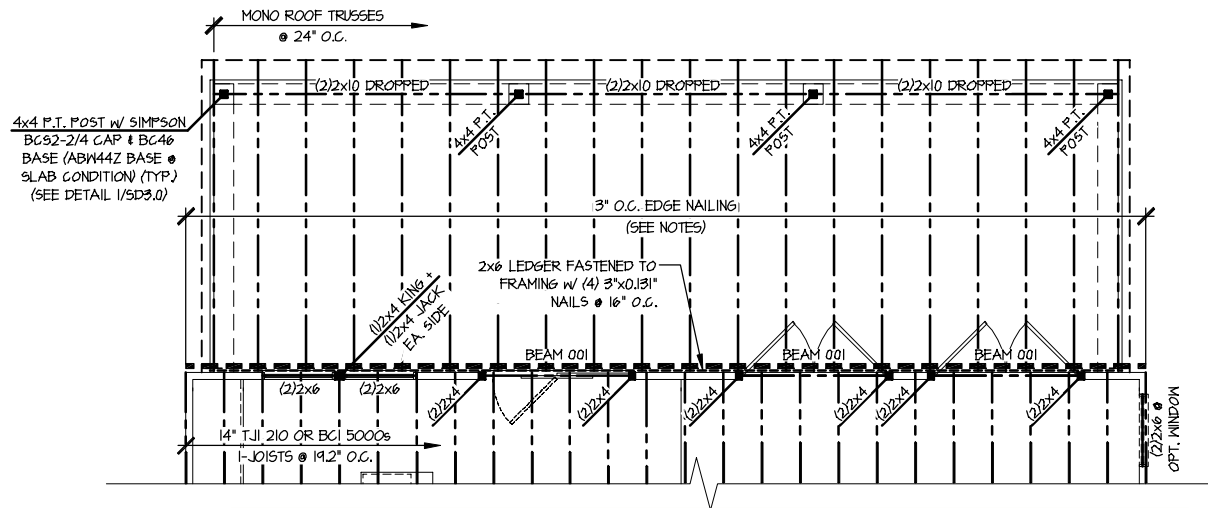 MONO ROOF TRUSSES
@ 24" O.C.
(2)2x10 DROPPED
(2)2x10 DROPPED
(2)2x10 DROPPED
4x4 P.T. POST W/ SIMPSON
BCS2-2/4 CAP & BC46
BASE (ABW44Z BASE @
SLAB CONDITION) (TYP.)
(SEE DETAIL 1/SD3.0)
4x4 P.T.
POST
4x4 P.T.
POST
4x4 P.T.
POST
3" O.C. EDGE NAILING
(SEE NOTES)
2x6 LEDGER FASTENED TO
FRAMING W/ (4) 3"x0.131"
NAILS @ 16" O.C.
(1)2x4 KING +
(1)2x4 JACK
EA. SIDE
BEAM 001
BEAM 001
BEAM 001
(2)2x6
(2)2x6
(2)2x4
(2)2x4
(2)2x4
(2)2x4
(2)2x4
(2)2x4
(2)2x6 @
OPT. WINDOW
14" TJI 210 OR BCI 5000s
I-JOISTS @ 19.2" O.C.